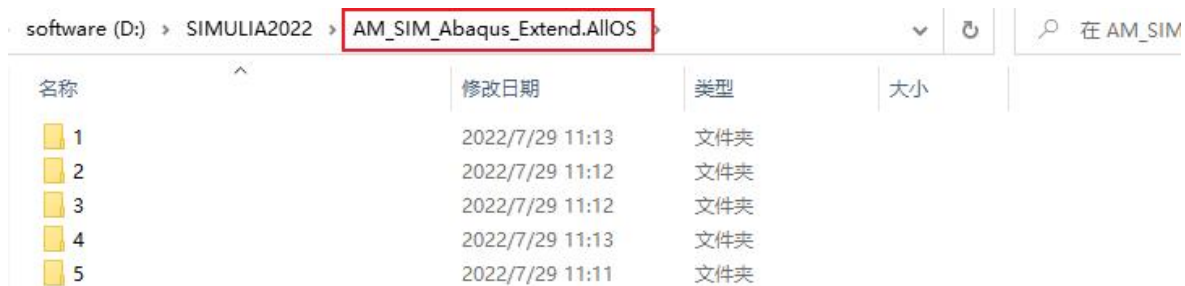 software (D:) > SIMULIA2022 > AM_SIM_Abaqus_Extend.AllOS > 在 AM_SIM
名称 修改日期 类型 大小
1 2022/7/29 11:13 文件夹
2 2022/7/29 11:12 文件夹
3 2022/7/29 11:12 文件夹
4 2022/7/29 11:13 文件夹
5 2022/7/29 11:11 文件夹